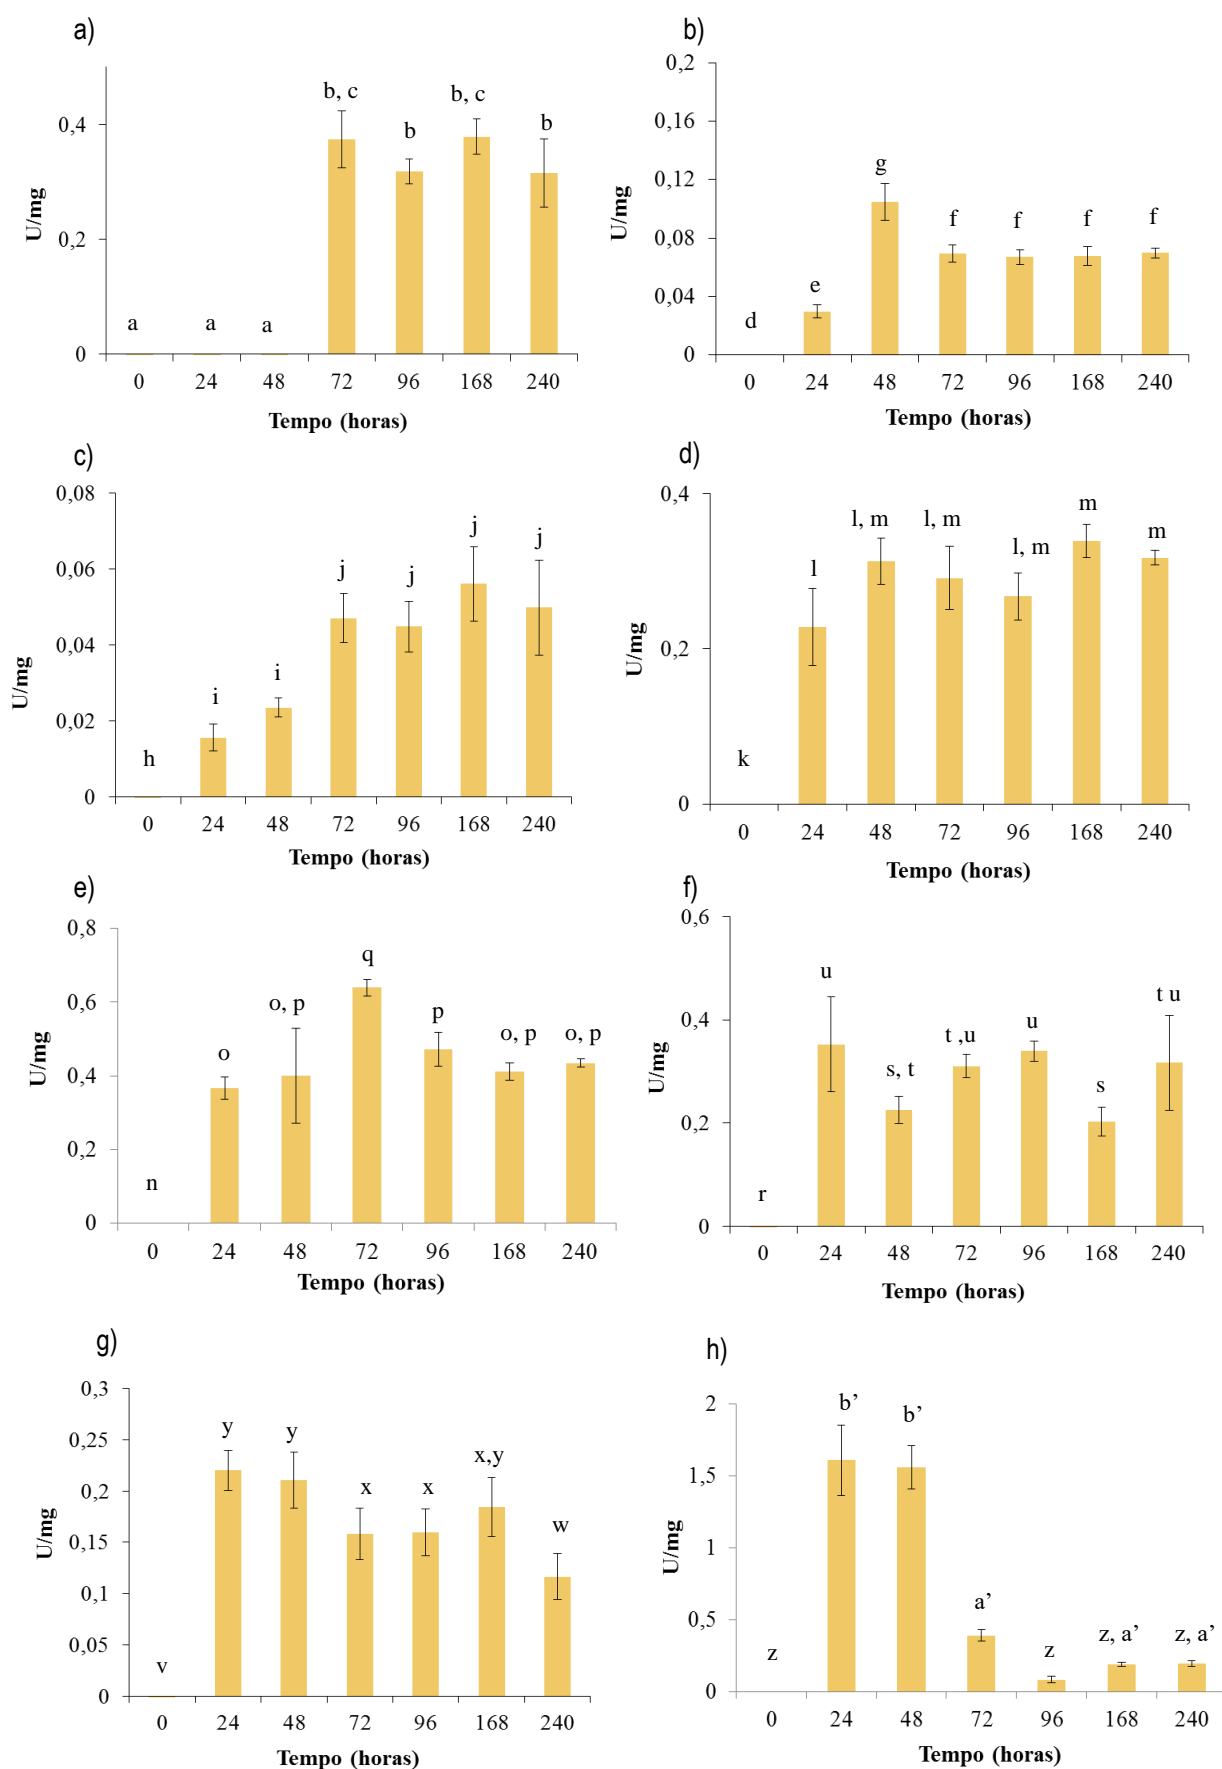 a)
0,4
0,2
0
U/mg
b, c
b
b, c
b
a
a
a
0 24 48 72 96 168 240
Tempo (horas)
b)
0,2
0,16
0,12
0,08
0,04
0
U/mg
g
f
f
f
f
e
d
0 24 48 72 96 168 240
Tempo (horas)
c)
0,08
0,06
0,04
0,02
0
U/mg
j
j
j
j
i
i
h
0 24 48 72 96 168 240
Tempo (horas)
d)
0,4
0,2
0
U/mg
l, m
l, m
m
m
l, m
l
k
0 24 48 72 96 168 240
Tempo (horas)
e)
0,8
0,6
0,4
0,2
0
U/mg
q
o, p
p
o, p
o, p
o
n
0 24 48 72 96 168 240
Tempo (horas)
f)
0,6
0,4
0,2
0
U/mg
u
t ,u
u
t u
s, t
s
r
0 24 48 72 96 168 240
Tempo (horas)
g)
0,3
0,25
0,2
0,15
0,1
0,05
0
U/mg
y
y
x,y
x
x
w
v
0 24 48 72 96 168 240
Tempo (horas)
h)
2
1,5
1
0,5
0
U/mg
b’
b’
a’
z
z
z, a’
z, a’
0 24 48 72 96 168 240
Tempo (horas)